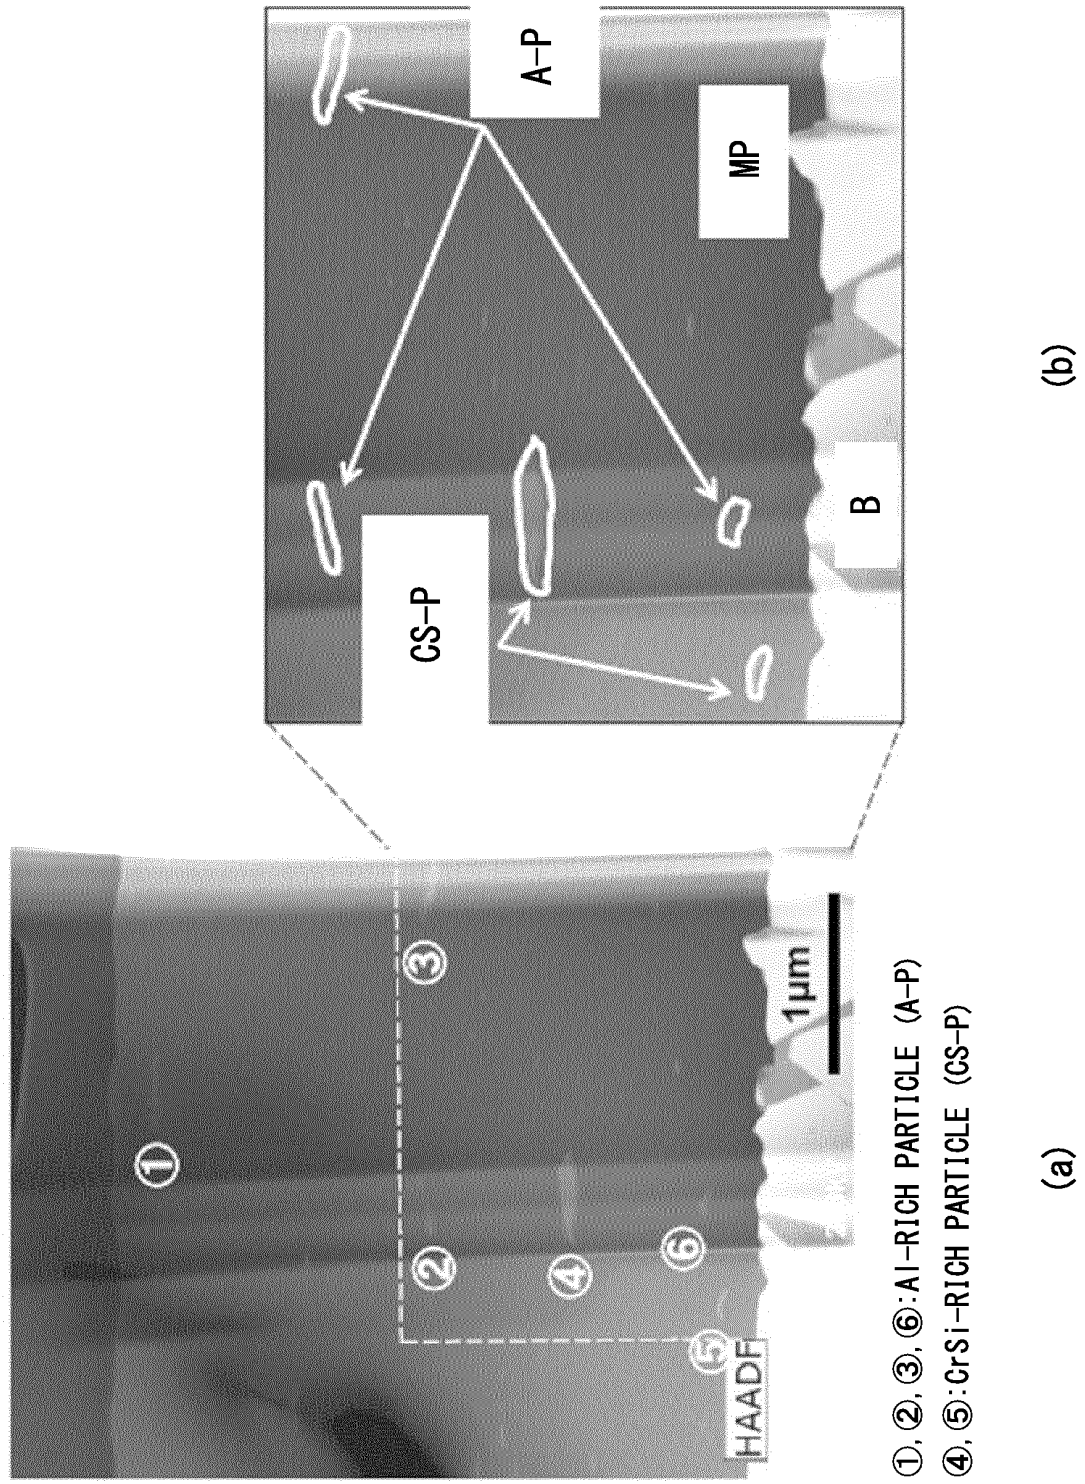 ①
②
③
④
⑤
⑥
HAADF
1μm
①, ②, ③, ⑥:Al-RICH PARTICLE (A-P)
④, ⑤:CrSi-RICH PARTICLE (CS-P)
(a)
CS-P
A-P
MP
B
(b)